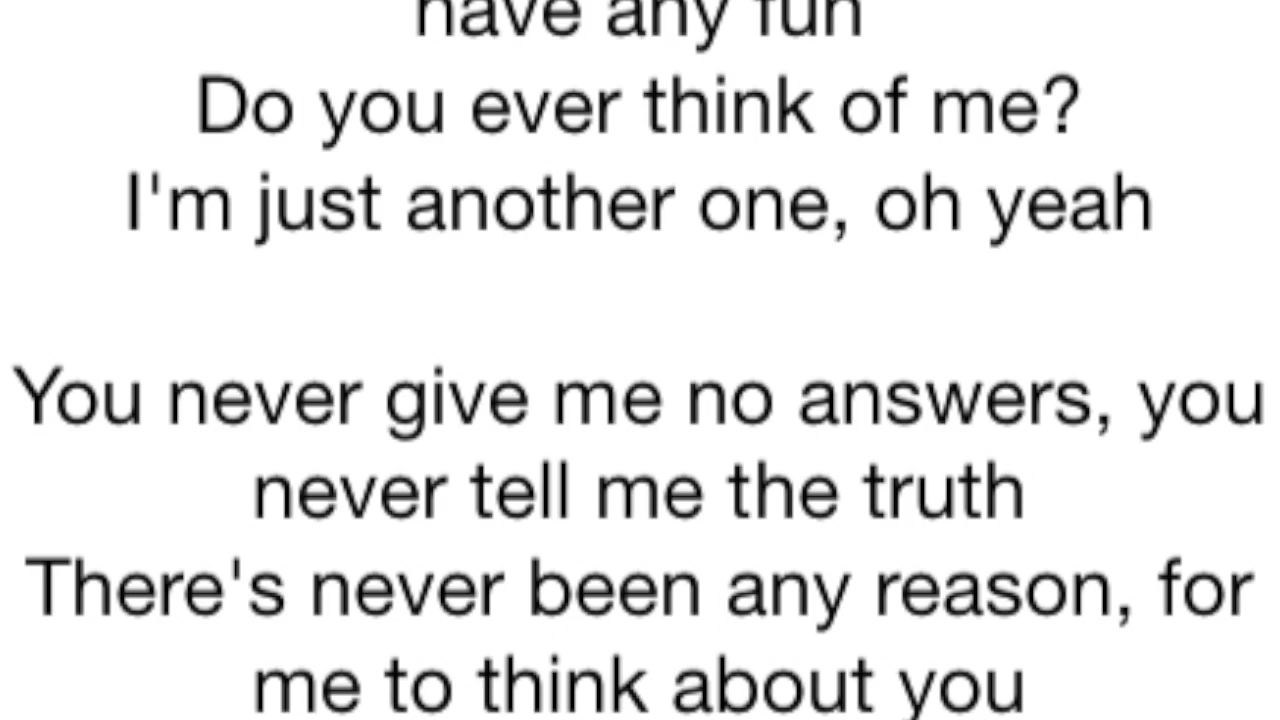 have any fun
Do you ever think of me?
I'm just another one, oh yeah
You never give me no answers, you
never tell me the truth
There's never been any reason, for
me to think about you